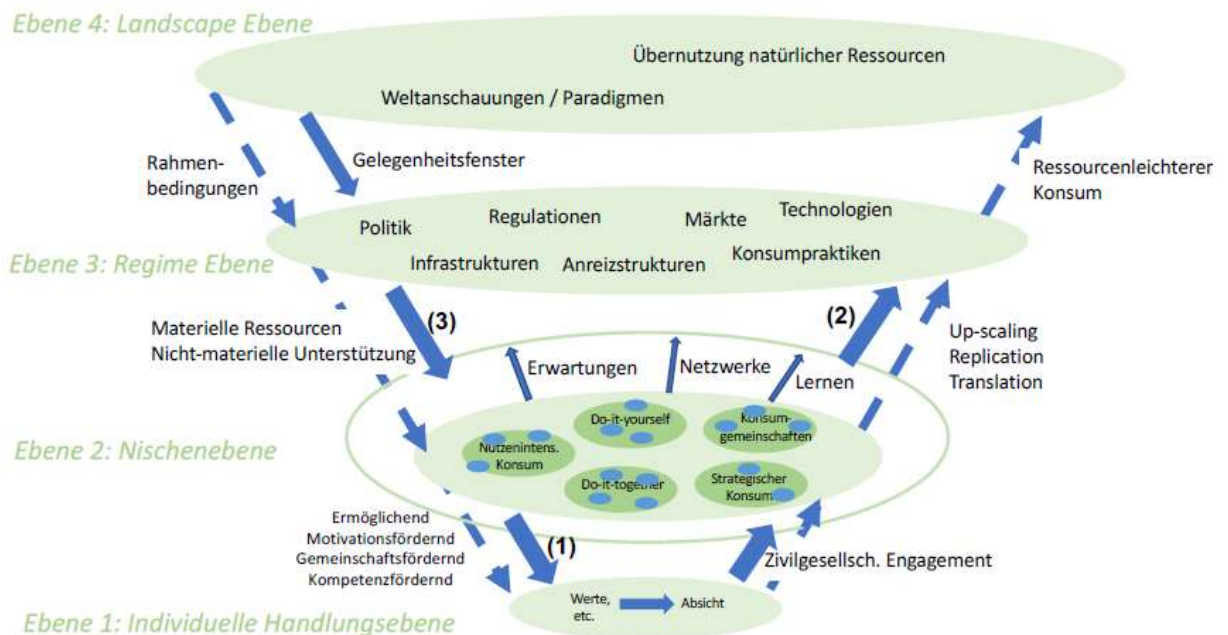 Ebene 4: Landscape Ebene
Übernutzung natürlicher Ressourcen
Weltanschauungen / Paradigmen
Rahmen-
bedingungen
Gelegenheitsfenster
Ressourcenleichterer
Konsum
Politik
Regulationen
Märkte
Technologien
Ebene 3: Regime Ebene
Infrastrukturen
Anreizstrukturen
Konsumpraktiken
(3)
(2)
Materielle Ressourcen
Nicht-materielle Unterstützung
Up-scaling
Replication
Translation
Erwartungen
Netzwerke
Lernen
Ebene 2: Nischenebene
Do-it-yourself
Konsum-
gemeinschaften
Nutzenintens.
Konsum
Do-it-together
Strategischer
Konsum
Ermöglichend
Motivationsfördernd
Gemeinschaftsfördernd
Kompetenzfördernd
(1)
Zivilgesellsch. Engagement
Werte,
etc.
Absicht
Ebene 1: Individuelle Handlungsebene